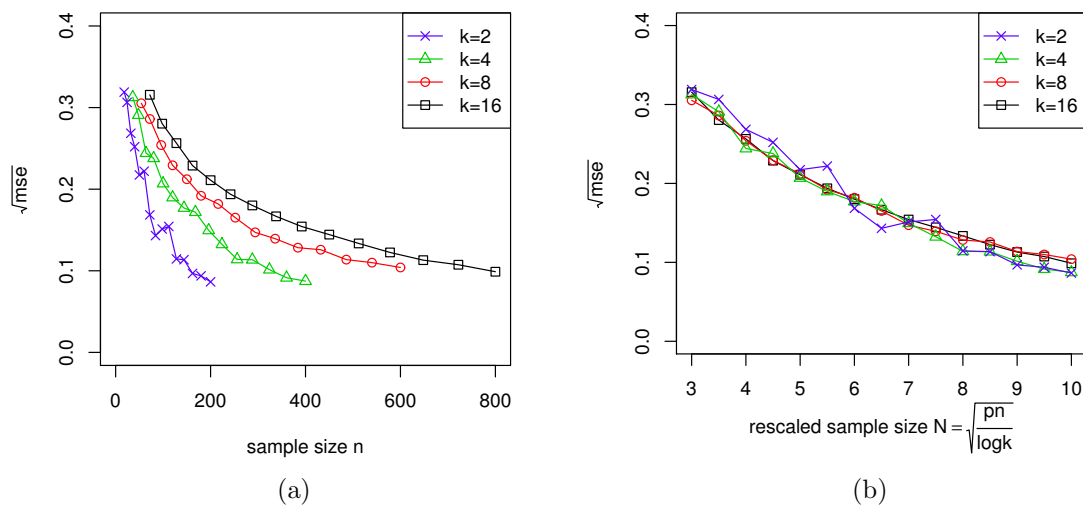 0.4
0.3
0.2
0.1
0.0
√mse
k=2
k=4
k=8
k=16
0 200 400 600 800
sample size n
(a)
0.4
0.3
0.2
0.1
0.0
√mse
k=2
k=4
k=8
k=16
3 4 5 6 7 8 9 10
rescaled sample size N = √(pn/logk)
(b)